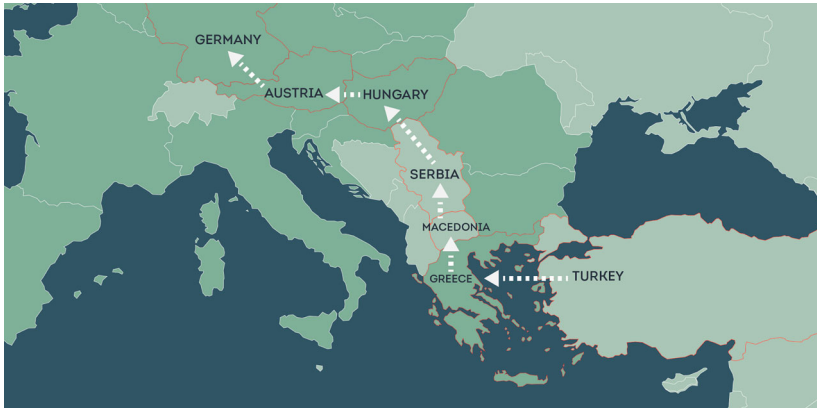 GERMANY
AUSTRIA
HUNGARY
SERBIA
MACEDONIA
GREECE
TURKEY